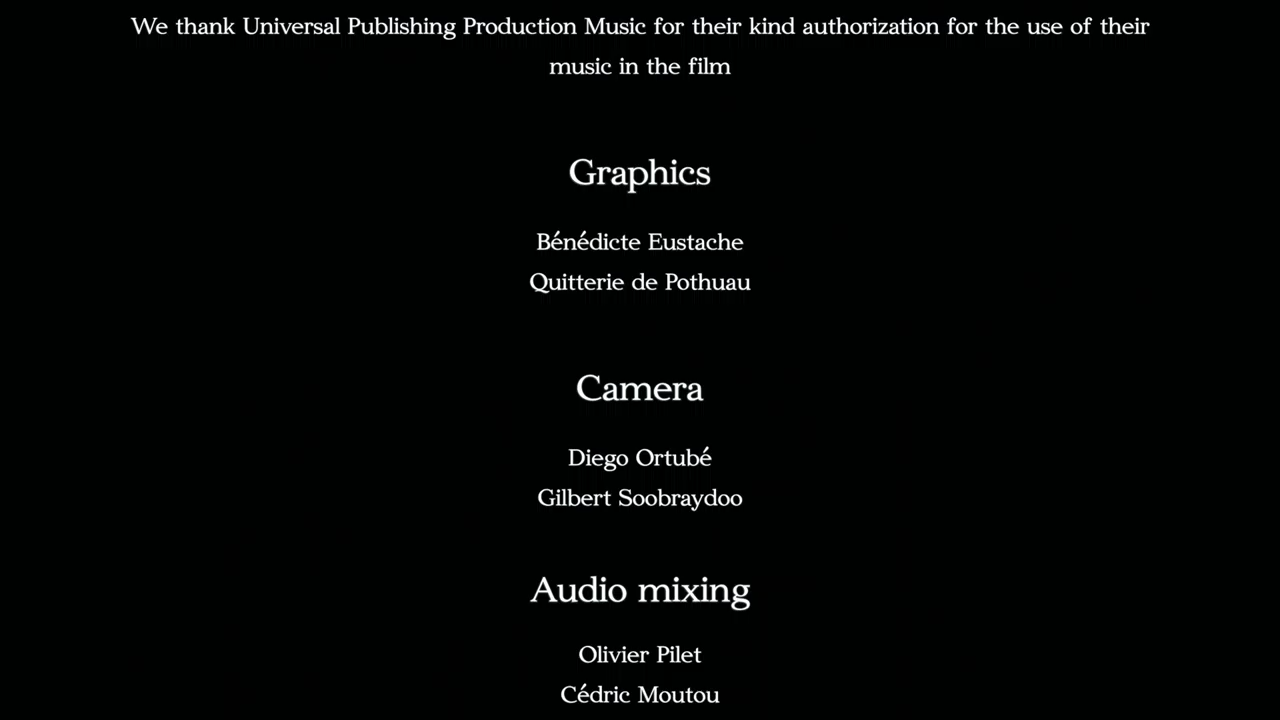 We thank Universal Publishing Production Music for their kind authorization for the use of their
music in the film
Graphics
Bénédicte Eustache
Quitterie de Pothuau
Camera
Diego Ortubé
Gilbert Soobraydoo
Audio mixing
Olivier Pilet
Cédric Moutou